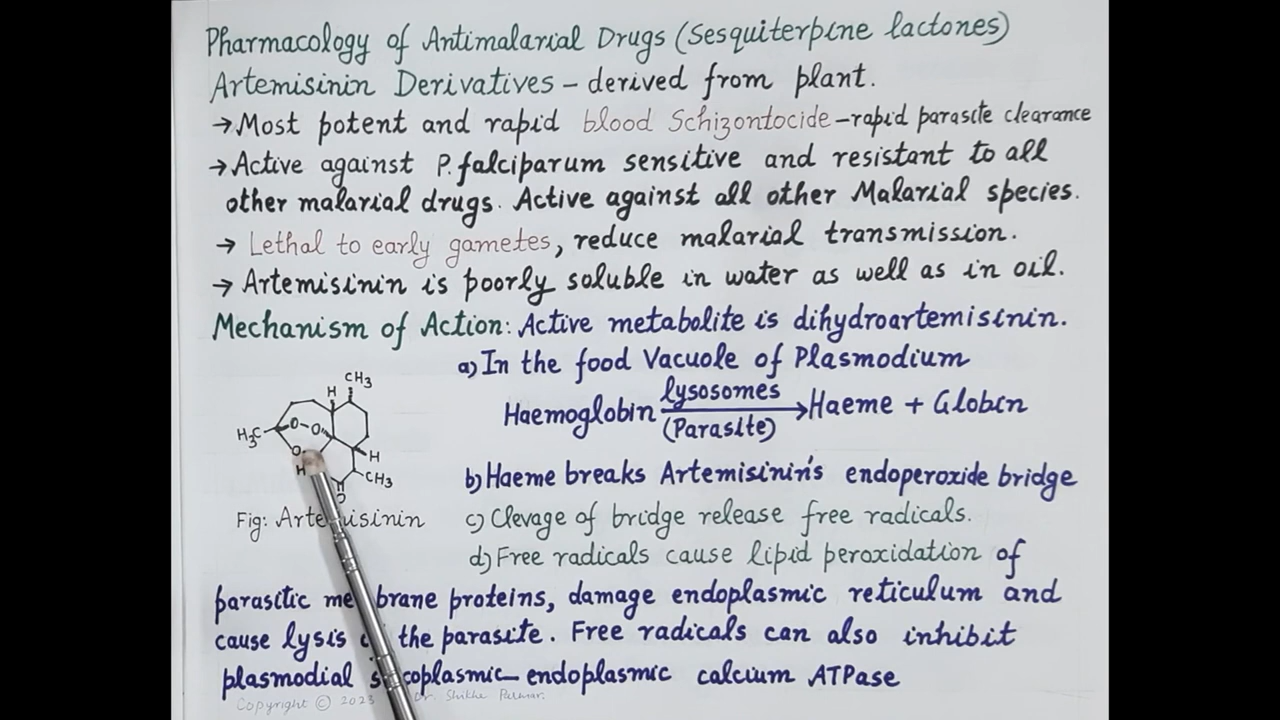 Pharmacology of Antimalarial Drugs (Sesquiterpine lactones)
Artemisinin Derivatives – derived from plant.
→ Most potent and rapid blood Schizontocide – rapid parasite clearance
→ Active against P. falciparum sensitive and resistant to all
other malarial drugs. Active against all other Malarial species.
→ Lethal to early gametes, reduce malarial transmission.
→ Artemisinin is poorly soluble in water as well as in oil.
Mechanism of Action: Active metabolite is dihydroartemisinin.
a) In the food Vacuole of Plasmodium
lysosomes
Haemoglobin → Haeme + Globin
(Parasite)
CH3
H
H3C
O-O
O
H
H
CH3
O
Fig: Artemisinin
b) Haeme breaks Artemisinin's endoperoxide bridge
c) Clevage of bridge release free radicals.
d) Free radicals cause lipid peroxidation of
parasitic membrane proteins, damage endoplasmic reticulum and
cause lysis the parasite. Free radicals can also inhibit
plasmodial endoplasmic calcium ATPase
Copyright © 2023 Dr. Shikha Parmar.